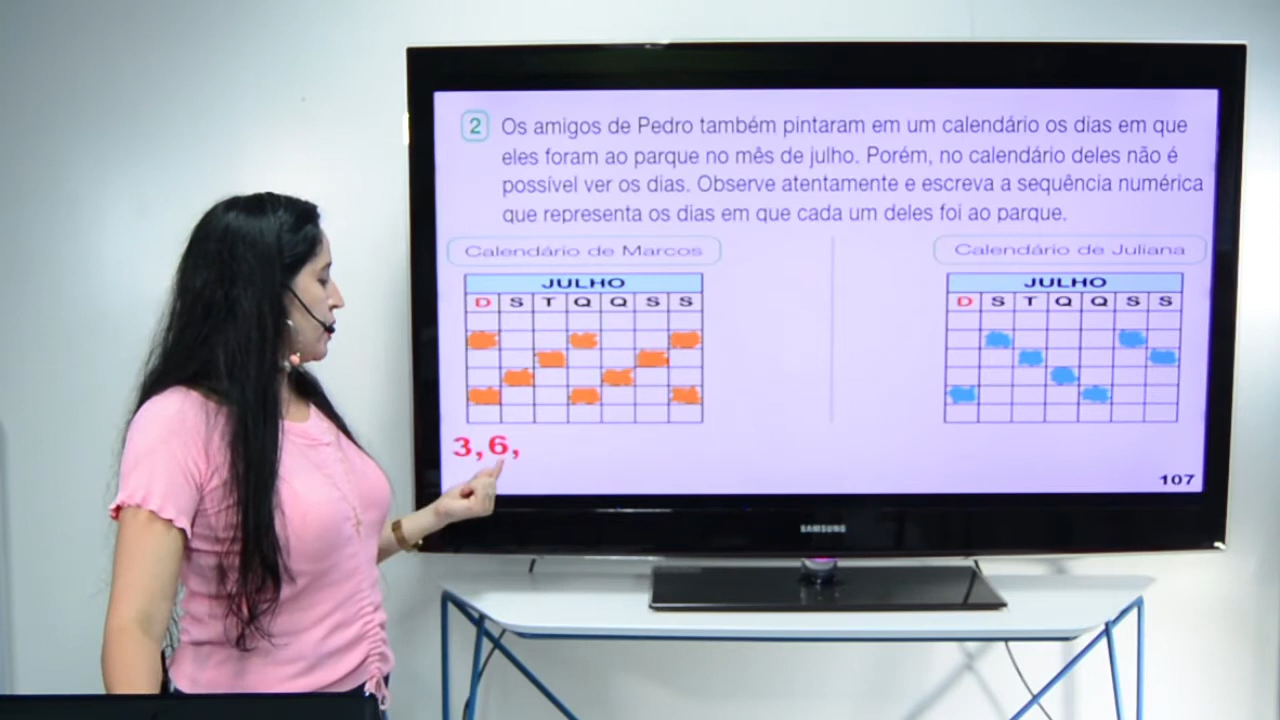 2 Os amigos de Pedro também pintaram em um calendário os dias em que
eles foram ao parque no mês de julho. Porém, no calendário deles não é
possível ver os dias. Observe atentamente e escreva a sequência numérica
que representa os dias em que cada um deles foi ao parque.
Calendário de Marcos
JULHO
D S T Q Q S S
3, 6,
Calendário de Juliana
JULHO
D S T Q Q S S
107
SAMSUNG